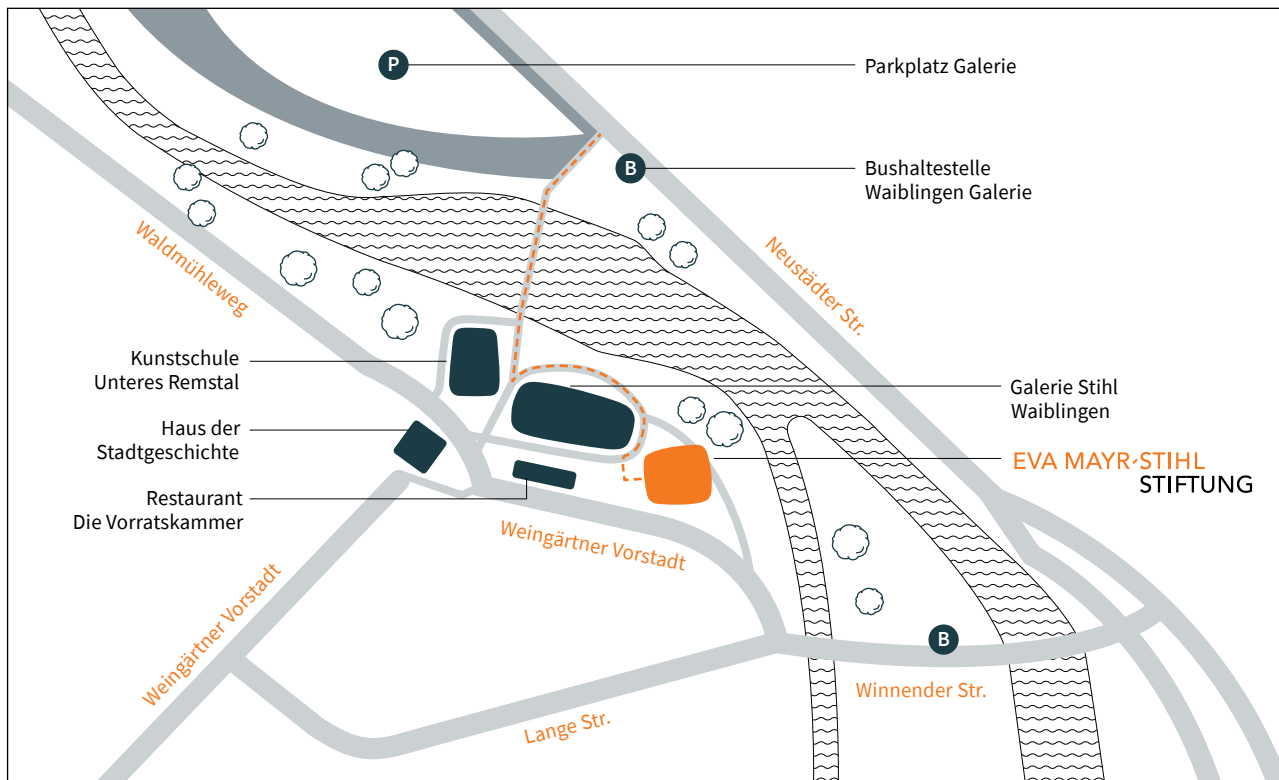 P
Parkplatz Galerie
B
Bushaltestelle
Waiblingen Galerie
Waldmühleweg
Neustädter Str.
Kunstschule
Unteres Remstal
Galerie Stihl
Waiblingen
Haus der
Stadtgeschichte
EVA MAYR-STIHL
STIFTUNG
Restaurant
Die Vorratskammer
Weingärtner Vorstadt
Weingärtner Vorstadt
B
Winnender Str.
Lange Str.